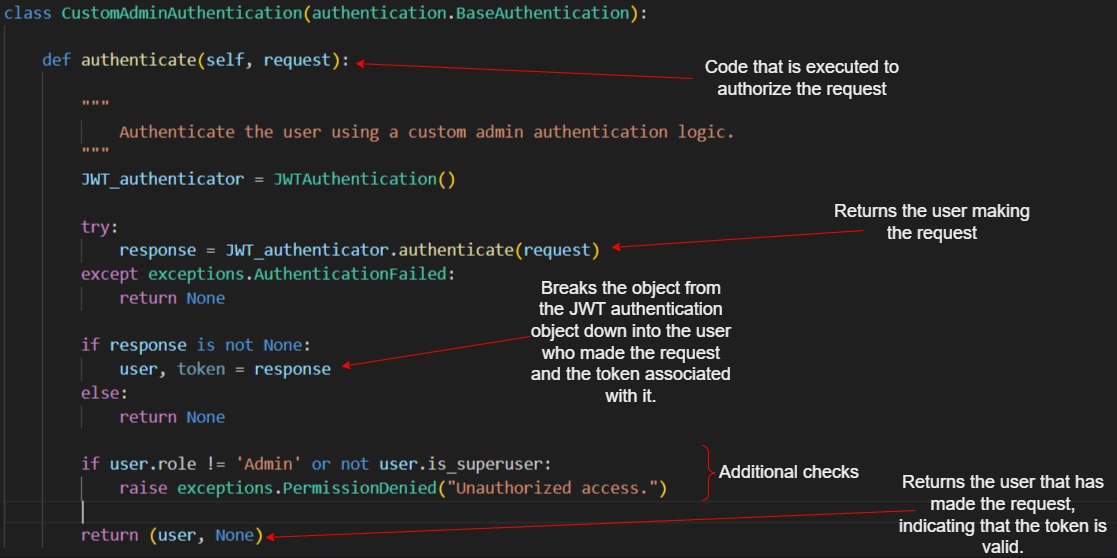 class CustomAdminAuthentication(authentication.BaseAuthentication):
def authenticate(self, request):
Code that is executed to
authorize the request
"""
Authenticate the user using a custom admin authentication logic.
"""
JWT_authenticator = JWTAuthentication()
Returns the user making
the request
try:
response = JWT_authenticator.authenticate(request)
except exceptions.AuthenticationFailed:
return None
Breaks the object from
the JWT authentication
object down into the user
who made the request
and the token associated
with it.
if response is not None:
user, token = response
else:
return None
if user.role != 'Admin' or not user.is_superuser:
raise exceptions.PermissionDenied("Unauthorized access.")
Additional checks
return (user, None)
Returns the user that has
made the request,
indicating that the token is
valid.